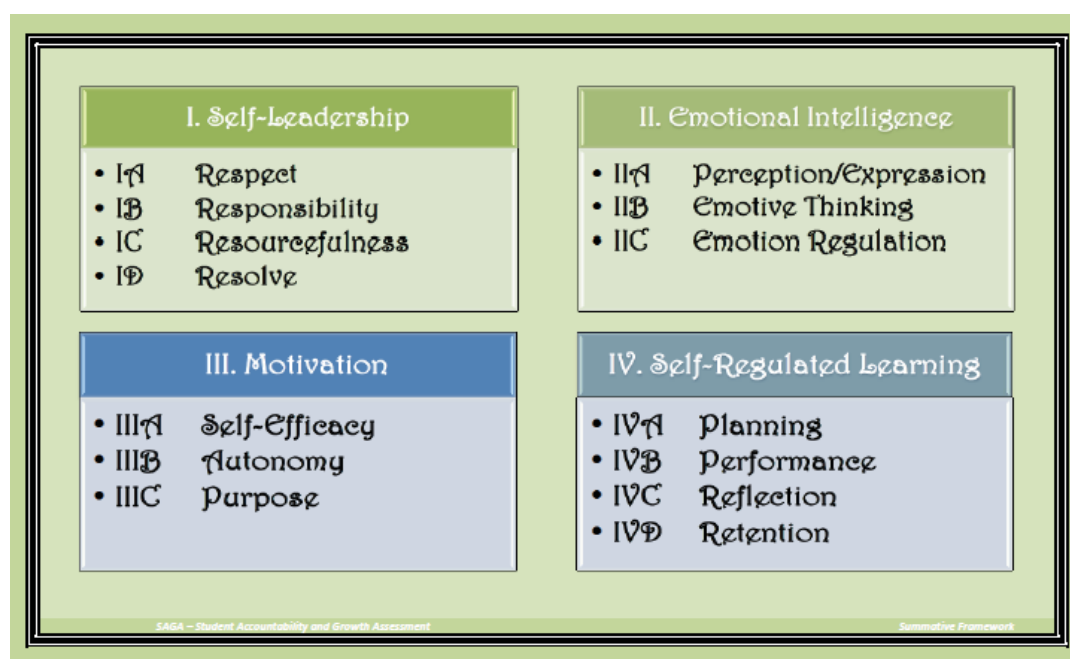 I. Self-Leadership
• IA Respect
• IB Responsibility
• IC Resourcefulness
• ID Resolve
II. Emotional Intelligence
• IIA Perception/Expression
• IIB Emotive Thinking
• IIC Emotion Regulation
III. Motivation
• IIIA Self-Efficacy
• IIIB Autonomy
• IIIC Purpose
IV. Self-Regulated Learning
• IVA Planning
• IVB Performance
• IVC Reflection
• IVD Retention
SAGA – Student Accountability and Growth Assessment
Summative Framework